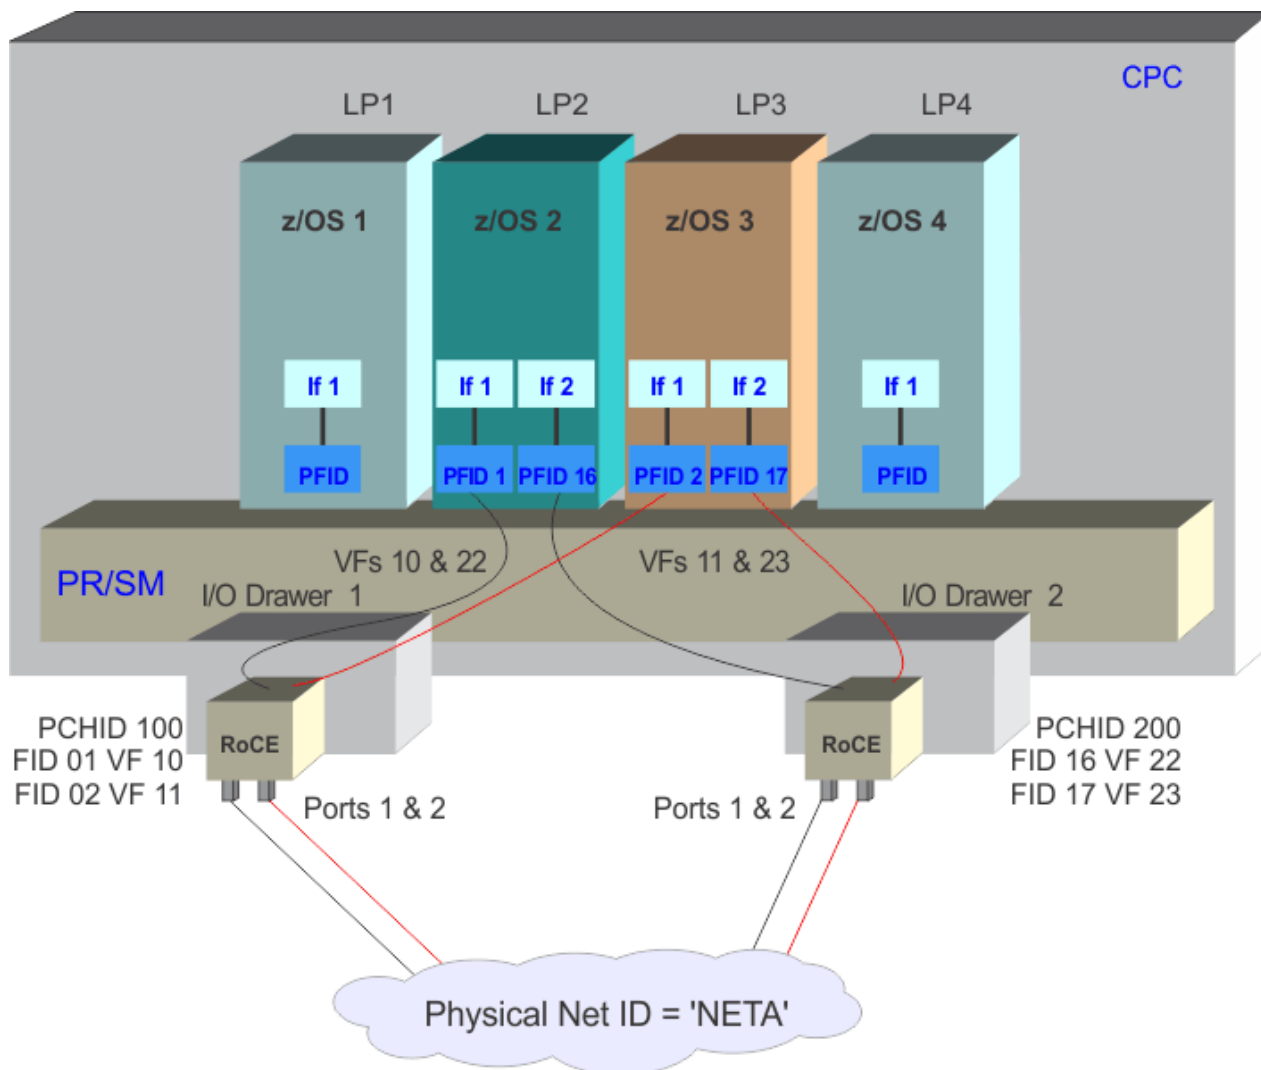 CPC
LP1 LP2 LP3 LP4
z/OS 1 z/OS 2 z/OS 3 z/OS 4
If 1 If 1 If 2 If 1 If 2 If 1
PFID PFID 1 PFID 16 PFID 2 PFID 17 PFID
VFs 10 & 22 VFs 11 & 23
PR/SM
I/O Drawer 1 I/O Drawer 2
PCHID 100
FID 01 VF 10
FID 02 VF 11
RoCE
RoCE
PCHID 200
FID 16 VF 22
FID 17 VF 23
Ports 1 & 2 Ports 1 & 2
Physical Net ID = 'NETA'